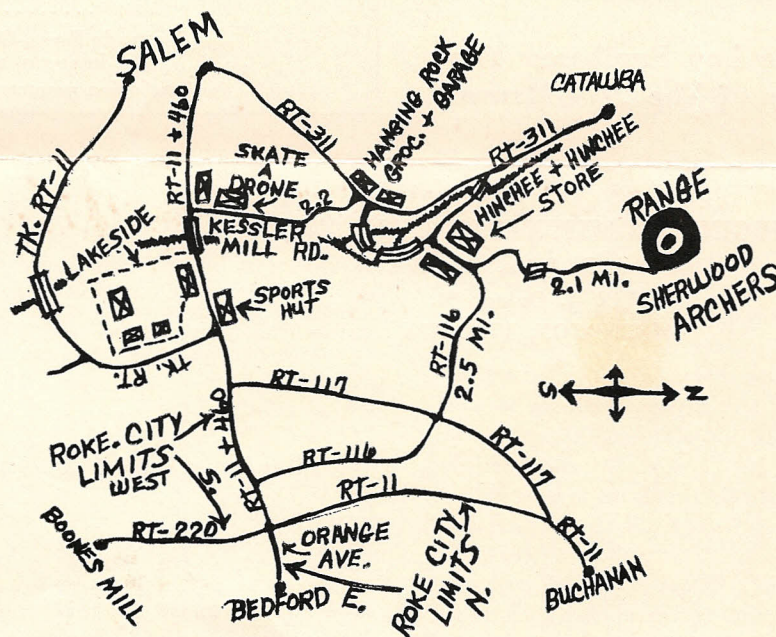 SALEM
TK. RT-11
RT-11 + 460
RT-311
HANGING ROCK
GROC. + GARAGE
CATAWBA
RT-311
HINCHEE + HINCHEE
STORE
SKATE
A
DRONE
2.2
KESSLER
MILL RD.
LAKESIDE
RANGE
SHERWOOD
ARCHERS
2.1 MI.
SPORTS
HUT
TK. RT.
RT-116
2.5 MI.
S
N
RT-117
RT-11 + 460
ROKE. CITY
LIMITS
WEST
S.
RT-116
RT-117
RT-11
RT-11
RT-220
BOONES MILL
ORANGE
AVE.
BEDFORD E.
ROKE CITY
LIMITS
N.
BUCHANAN